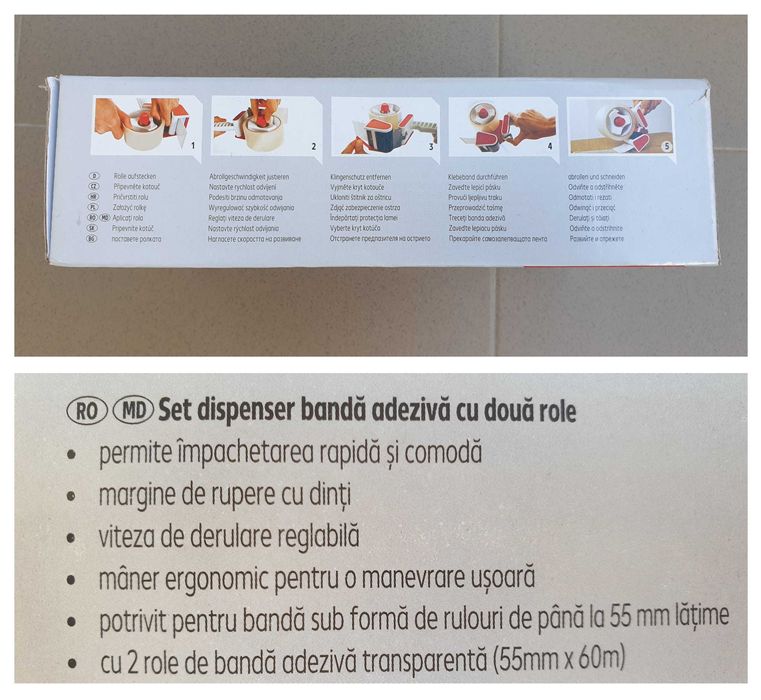 1
2
3
4
5
D Rolle aufstecken Abrollgeschwindigkeit justieren Klingenschutz entfernen Klebeband durchführen abrollen und schneiden
CZ Připevněte kotouč Nastavte rychlost odvíjení Vyjměte kryt kotouče Zaveďte lepicí pásku Odviňte a odstřihněte
HR Pričvrstiti rolu Podesiti brzinu odmotavanja Ukloniti štitnik za oštricu Provući ljepljivu traku Odmotati i rezati
PL Założyć rolkę Wyregulować szybkość odwijania Zdjąć zabezpieczenie ostrza Przeprowadzić taśmę Odwinąć i przeciąć
RO MD Aplicați rola Reglați viteza de derulare Îndepărtați protecția lamei Treceți banda adezivă Derulați și tăiați
SK Pripevnite kotúč Nastavte rýchlosť odvíjania Vyberte kryt kotúča Zaveďte lepiacu pásku Odviňte a odstrihnite
BG поставете ролката Нагласете скоростта на развиване Отстранете предпазителя на острието Прекарайте самозалепващата лента Развийте и отрежете
RO MD Set dispenser bandă adezivă cu două role
• permite împachetarea rapidă și comodă
• margine de rupere cu dinți
• viteza de derulare reglabilă
• mâner ergonomic pentru o manevrare ușoară
• potrivit pentru bandă sub formă de rulouri de până la 55 mm lățime
• cu 2 role de bandă adezivă transparentă (55mm x 60m)